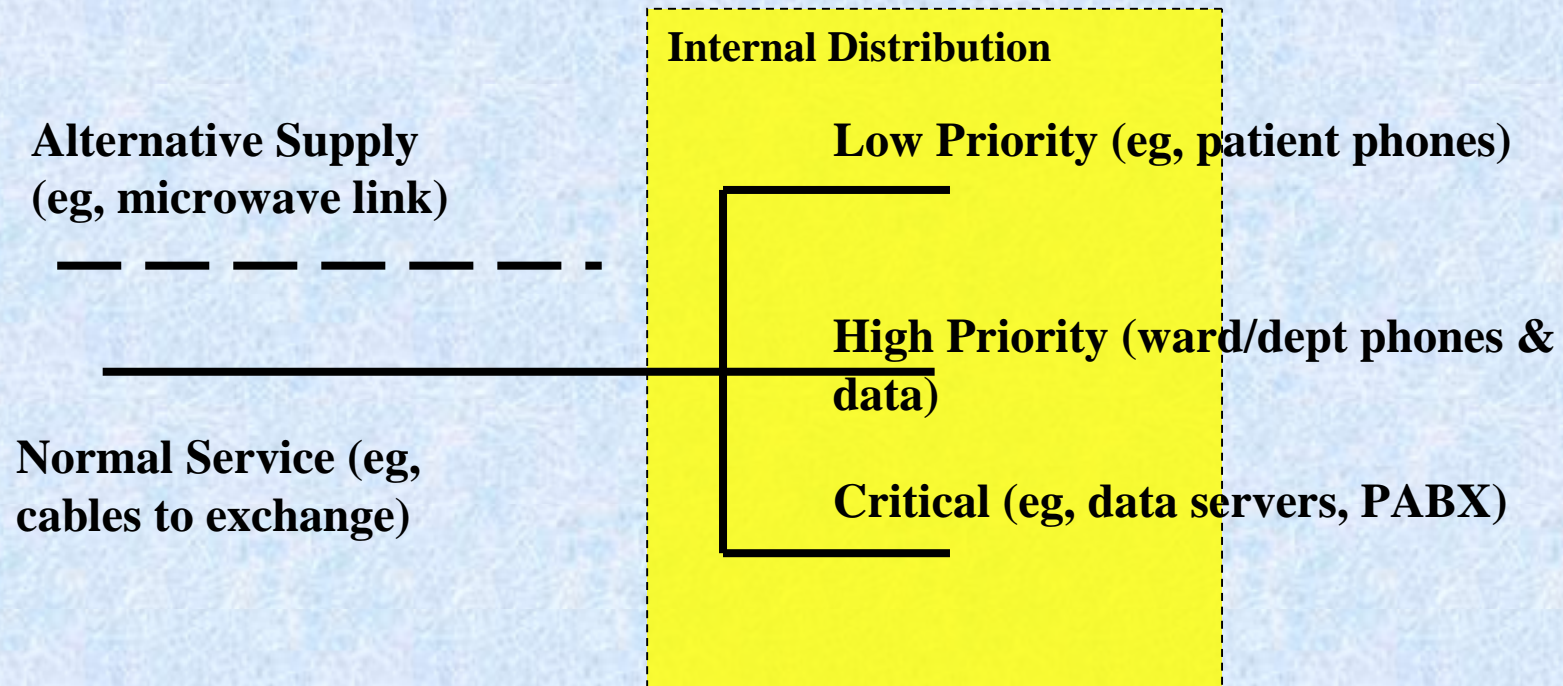 Internal Distribution
Alternative Supply
(eg, microwave link)
Low Priority (eg, patient phones)
High Priority (ward/dept phones &
data)
Normal Service (eg,
cables to exchange)
Critical (eg, data servers, PABX)